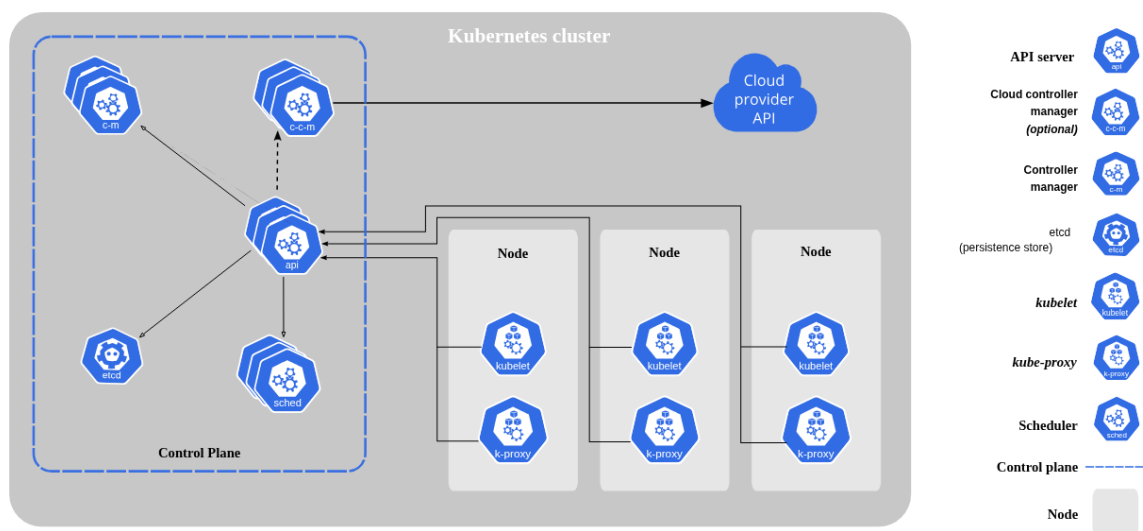 Kubernetes cluster
c-m
c-c-m
Cloud
provider
API
api
etcd
sched
Control Plane
Node
kubelet
k-proxy
Node
kubelet
k-proxy
Node
kubelet
k-proxy
API server
api
Cloud controller
manager
(optional)
c-c-m
Controller
manager
c-m
etcd
(persistence store)
etcd
kubelet
kubelet
kube-proxy
k-proxy
Scheduler
sched
Control plane
Node